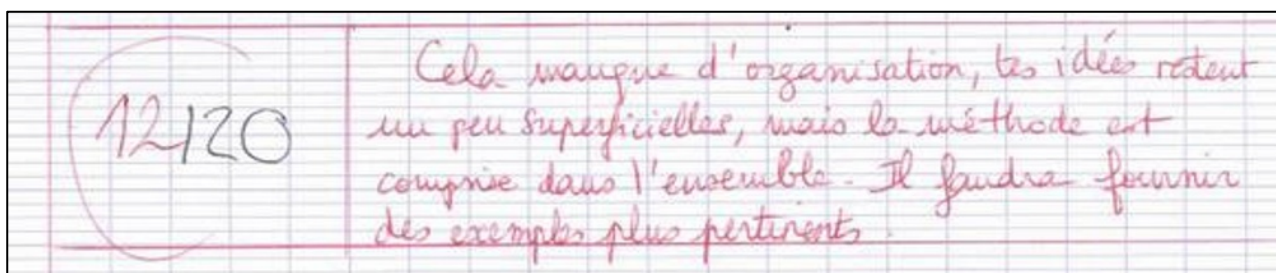 12/20
Cela manque d'organisation, tes idées restent
un peu superficielles, mais la méthode est
comprise dans l'ensemble. Il faudra fournir
des exemples plus pertinents.